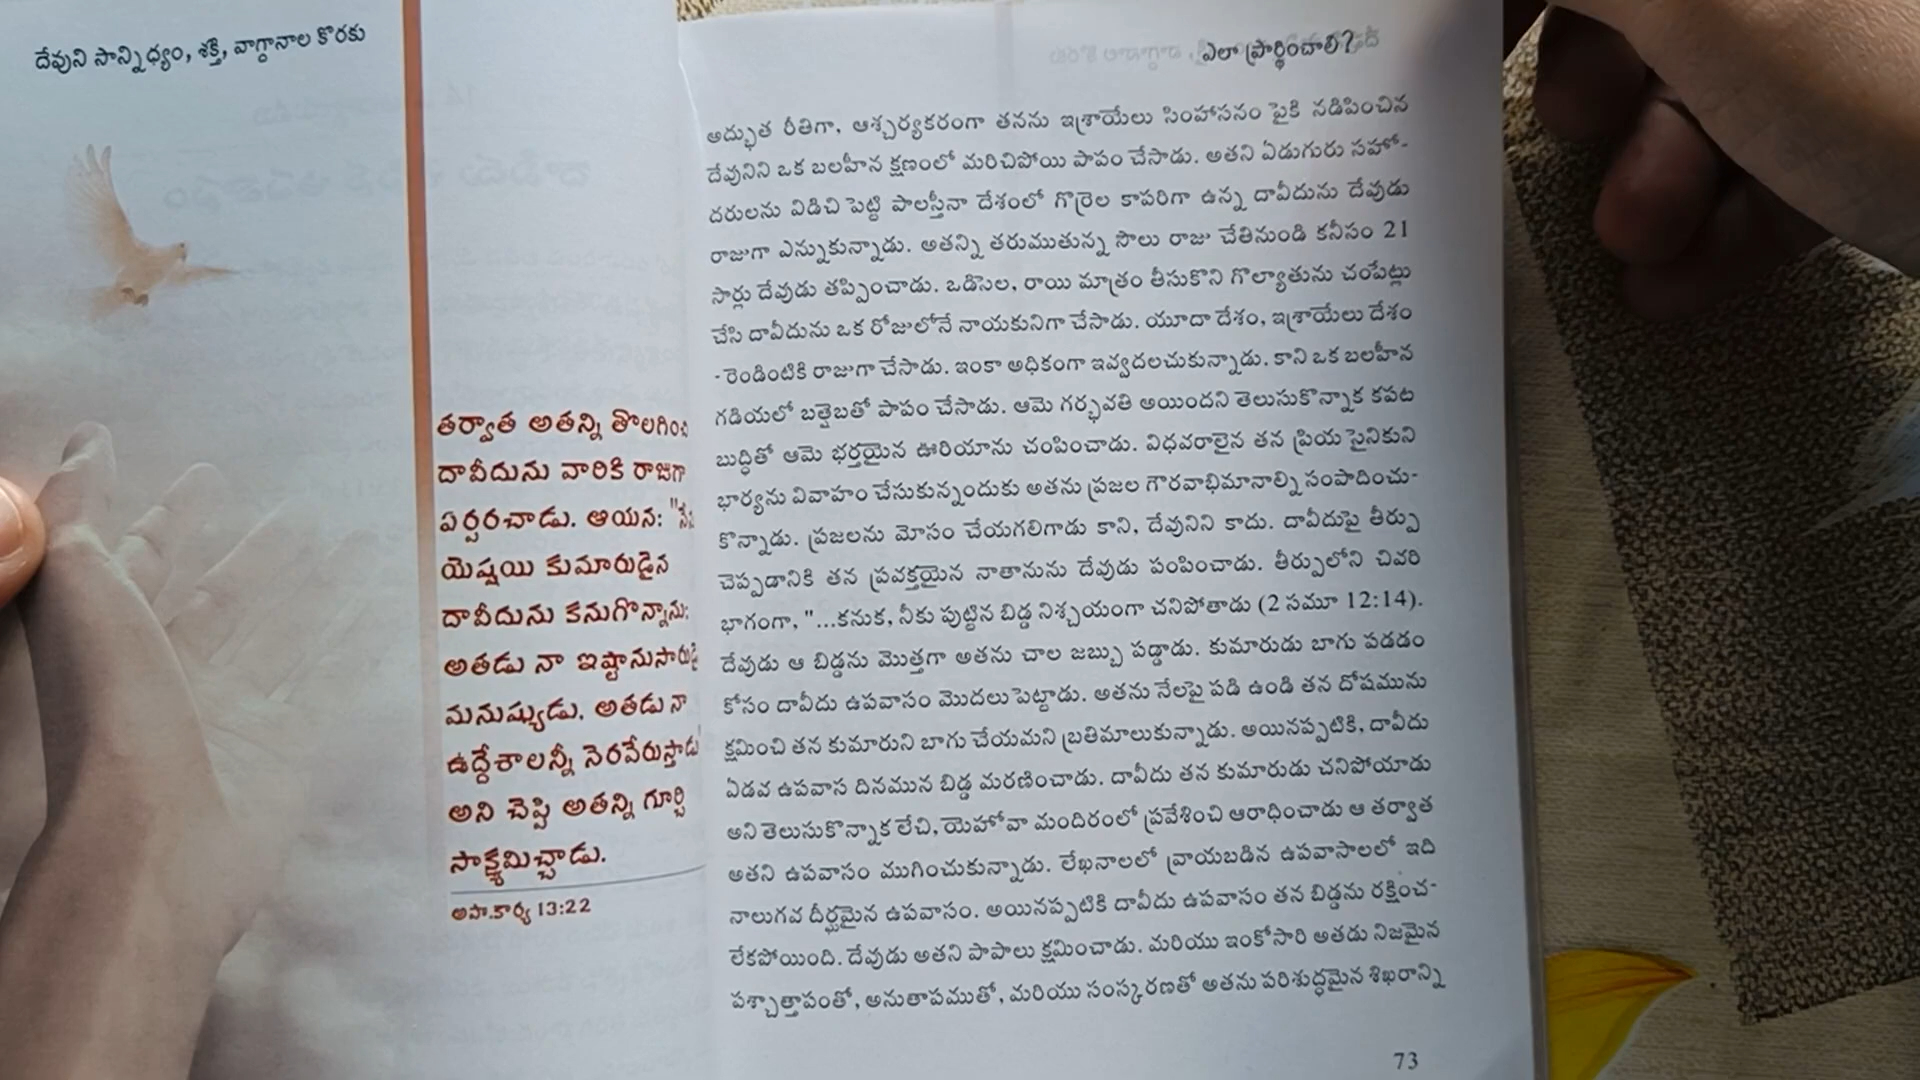 దేవుని సాన్నిధ్యం, శక్తి, వాగ్దానాల కొరకు
తర్వాత అతన్ని తొలగించి
దావీదును వారికి రాజుగా
ఏర్పరచాడు. ఆయన: "నేను
యెష్షయి కుమారుడైన
దావీదును కనుగొన్నాను:
అతడు నా ఇష్టానుసారుడై
మనుష్యుడు. అతడు నా
ఉద్దేశాలన్నీ నెరవేరుస్తాడు"
అని చెప్పి అతన్ని గూర్చి
సాక్ష్యమిచ్చాడు.
అపొ.కార్య 13:22
ఎలా ప్రార్థించాలి?
అద్భుత రీతిగా, ఆశ్చర్యకరంగా తనను ఇశ్రాయేలు సింహాసనం పైకి నడిపించిన
దేవునిని ఒక బలహీన క్షణంలో మరిచిపోయి పాపం చేసాడు. అతని ఏడుగురు సహో-
దరులను విడిచి పెట్టి పాలస్తీనా దేశంలో గొర్రెల కాపరిగా ఉన్న దావీదును దేవుడు
రాజుగా ఎన్నుకున్నాడు. అతన్ని తరుముతున్న సౌలు రాజు చేతినుండి కనీసం 21
సార్లు దేవుడు తప్పించాడు. ఒడిసెల, రాయి మాత్రం తీసుకొని గొల్యాతును చంపేట్లు
చేసి దావీదును ఒక రోజులోనే నాయకునిగా చేసాడు. యూదా దేశం, ఇశ్రాయేలు దేశం
- రెండింటికి రాజుగా చేసాడు. ఇంకా అధికంగా ఇవ్వదలచుకున్నాడు. కాని ఒక బలహీన
గడియలో బత్షెబతో పాపం చేసాడు. ఆమె గర్భవతి అయిందని తెలుసుకొన్నాక కపట
బుద్ధితో ఆమె భర్తయైన ఊరియాను చంపించాడు. విధవరాలైన తన ప్రియ సైనికుని
భార్యను వివాహం చేసుకున్నందుకు అతను ప్రజల గౌరవాభిమానాల్ని సంపాదించు-
కొన్నాడు. ప్రజలను మోసం చేయగలిగాడు కాని, దేవునిని కాదు. దావీదుపై తీర్పు
చెప్పడానికి తన ప్రవక్తయైన నాతానును దేవుడు పంపించాడు. తీర్పులోని చివరి
భాగంగా, "...కనుక, నీకు పుట్టిన బిడ్డ నిశ్చయంగా చనిపోతాడు (2 సమూ 12:14).
దేవుడు ఆ బిడ్డను మొత్తగా అతను చాల జబ్బు పడ్డాడు. కుమారుడు బాగు పడడం
కోసం దావీదు ఉపవాసం మొదలు పెట్టాడు. అతను నేలపై పడి ఉండి తన దోషమును
క్షమించి తన కుమారుని బాగు చేయమని బ్రతిమాలుకున్నాడు. అయినప్పటికి, దావీదు
ఏడవ ఉపవాస దినమున బిడ్డ మరణించాడు. దావీదు తన కుమారుడు చనిపోయాడు
అని తెలుసుకొన్నాక లేచి, యెహోవా మందిరంలో ప్రవేశించి ఆరాధించాడు ఆ తర్వాత
అతని ఉపవాసం ముగించుకున్నాడు. లేఖనాలలో వ్రాయబడిన ఉపవాసాలలో ఇది
నాలుగవ దీర్ఘమైన ఉపవాసం. అయినప్పటికి దావీదు ఉపవాసం తన బిడ్డను రక్షించ-
లేకపోయింది. దేవుడు అతని పాపాలు క్షమించాడు. మరియు ఇంకోసారి అతడు నిజమైన
పశ్చాత్తాపంతో, అనుతాపముతో, మరియు సంస్కరణతో అతను పరిశుద్ధమైన శిఖరాన్ని
73